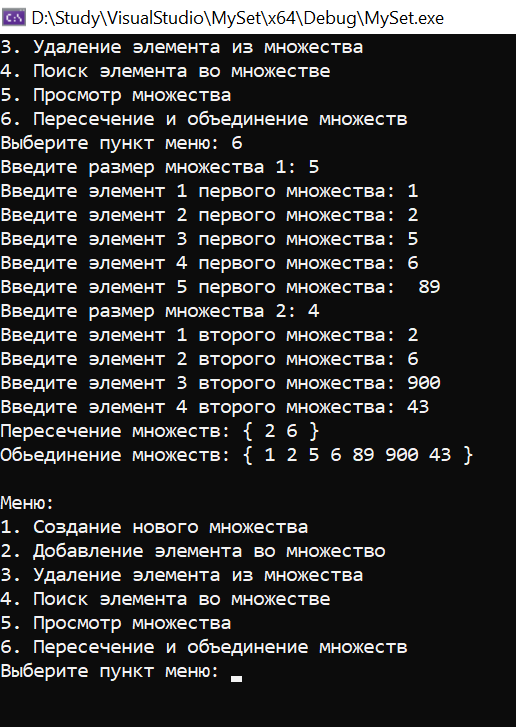 D:\Study\VisualStudio\MySet\x64\Debug\MySet.exe
3. Удаление элемента из множества
4. Поиск элемента во множестве
5. Просмотр множества
6. Пересечение и объединение множеств
Выберите пункт меню: 6
Введите размер множества 1: 5
Введите элемент 1 первого множества: 1
Введите элемент 2 первого множества: 2
Введите элемент 3 первого множества: 5
Введите элемент 4 первого множества: 6
Введите элемент 5 первого множества:  89
Введите размер множества 2: 4
Введите элемент 1 второго множества: 2
Введите элемент 2 второго множества: 6
Введите элемент 3 второго множества: 900
Введите элемент 4 второго множества: 43
Пересечение множеств: { 2 6 }
Обьединение множеств: { 1 2 5 6 89 900 43 }
Меню:
1. Создание нового множества
2. Добавление элемента во множество
3. Удаление элемента из множества
4. Поиск элемента во множестве
5. Просмотр множества
6. Пересечение и объединение множеств
Выберите пункт меню: